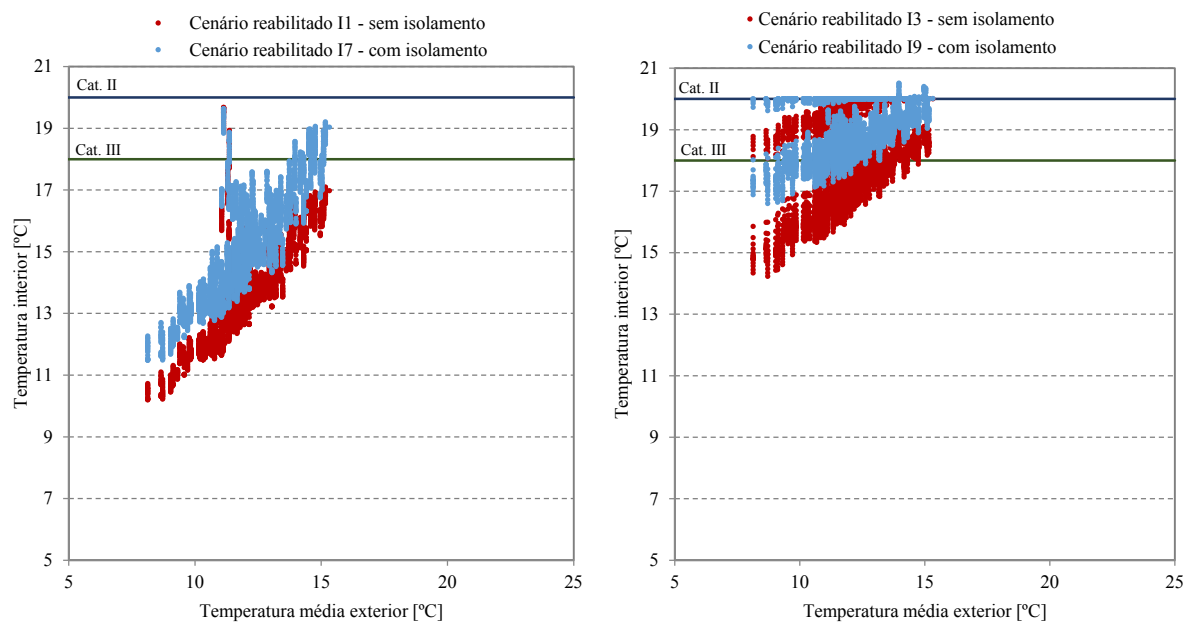 Cenário reabilitado I1 - sem isolamento
Cenário reabilitado I7 - com isolamento
21
19
17
15
13
11
9
7
5
Cat. II
Cat. III
Temperatura interior [ºC]
5
10
15
20
25
Temperatura média exterior [ºC]
Cenário reabilitado I3 - sem isolamento
Cenário reabilitado I9 - com isolamento
21
19
17
15
13
11
9
7
5
Cat. II
Cat. III
Temperatura interior [ºC]
5
10
15
20
25
Temperatura média exterior [ºC]